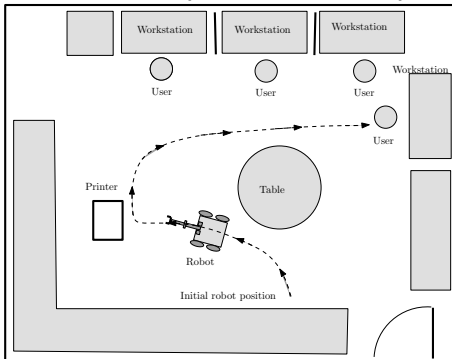 Workstation
Workstation
Workstation
Workstation
User
User
User
User
Printer
Table
Robot
Initial robot position